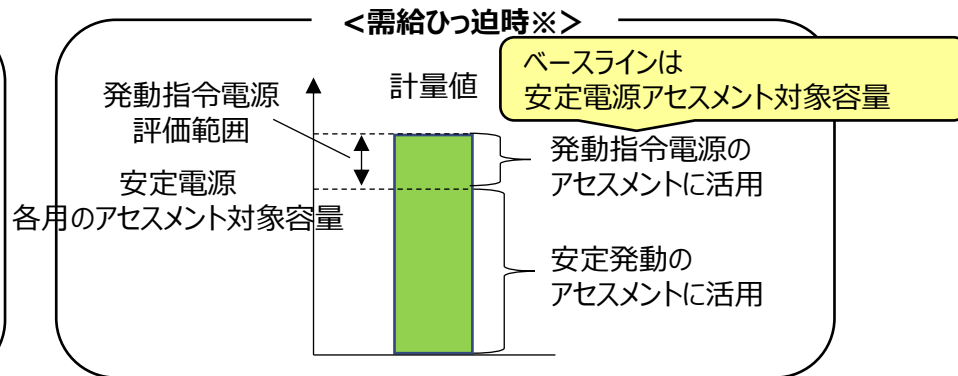 <需給ひっ迫時※>
ベースラインは
安定電源アセスメント対象容量
発動指令電源
評価範囲
計量値
発動指令電源の
アセスメントに活用
安定電源
各用のアセスメント対象容量
安定発動の
アセスメントに活用